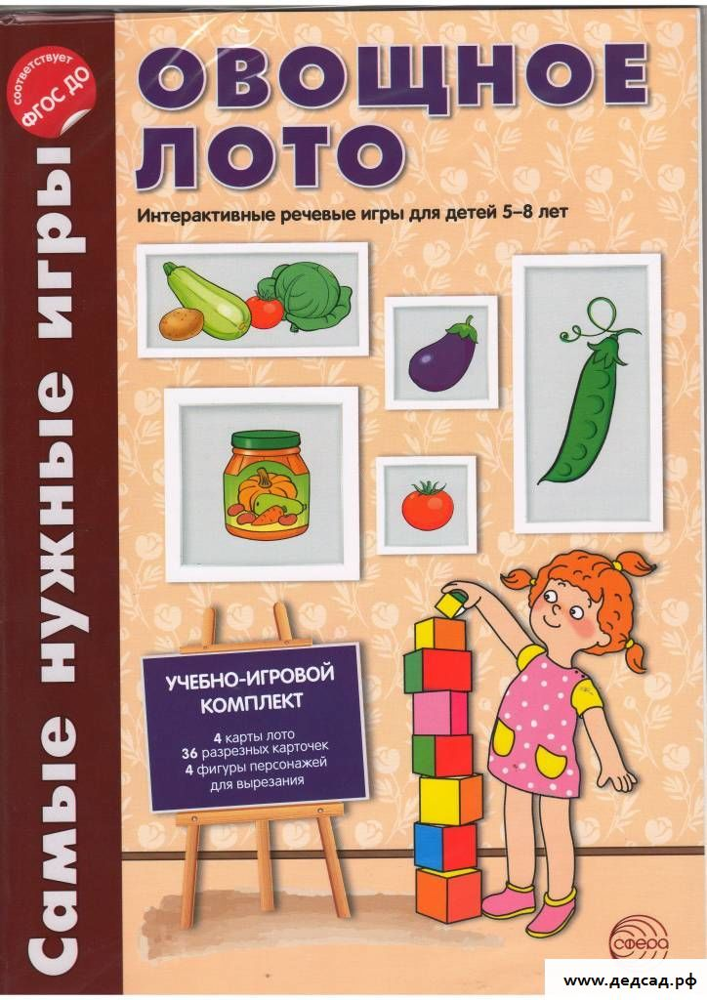 соответствует
ФГОС ДО
Самые нужные игры
ОВОЩНОЕ
ЛОТО
Интерактивные речевые игры для детей 5–8 лет
УЧЕБНО-ИГРОВОЙ
КОМПЛЕКТ
4 карты лото
36 разрезных карточек
4 фигуры персонажей
для вырезания
сфера
www.дедсад.рф